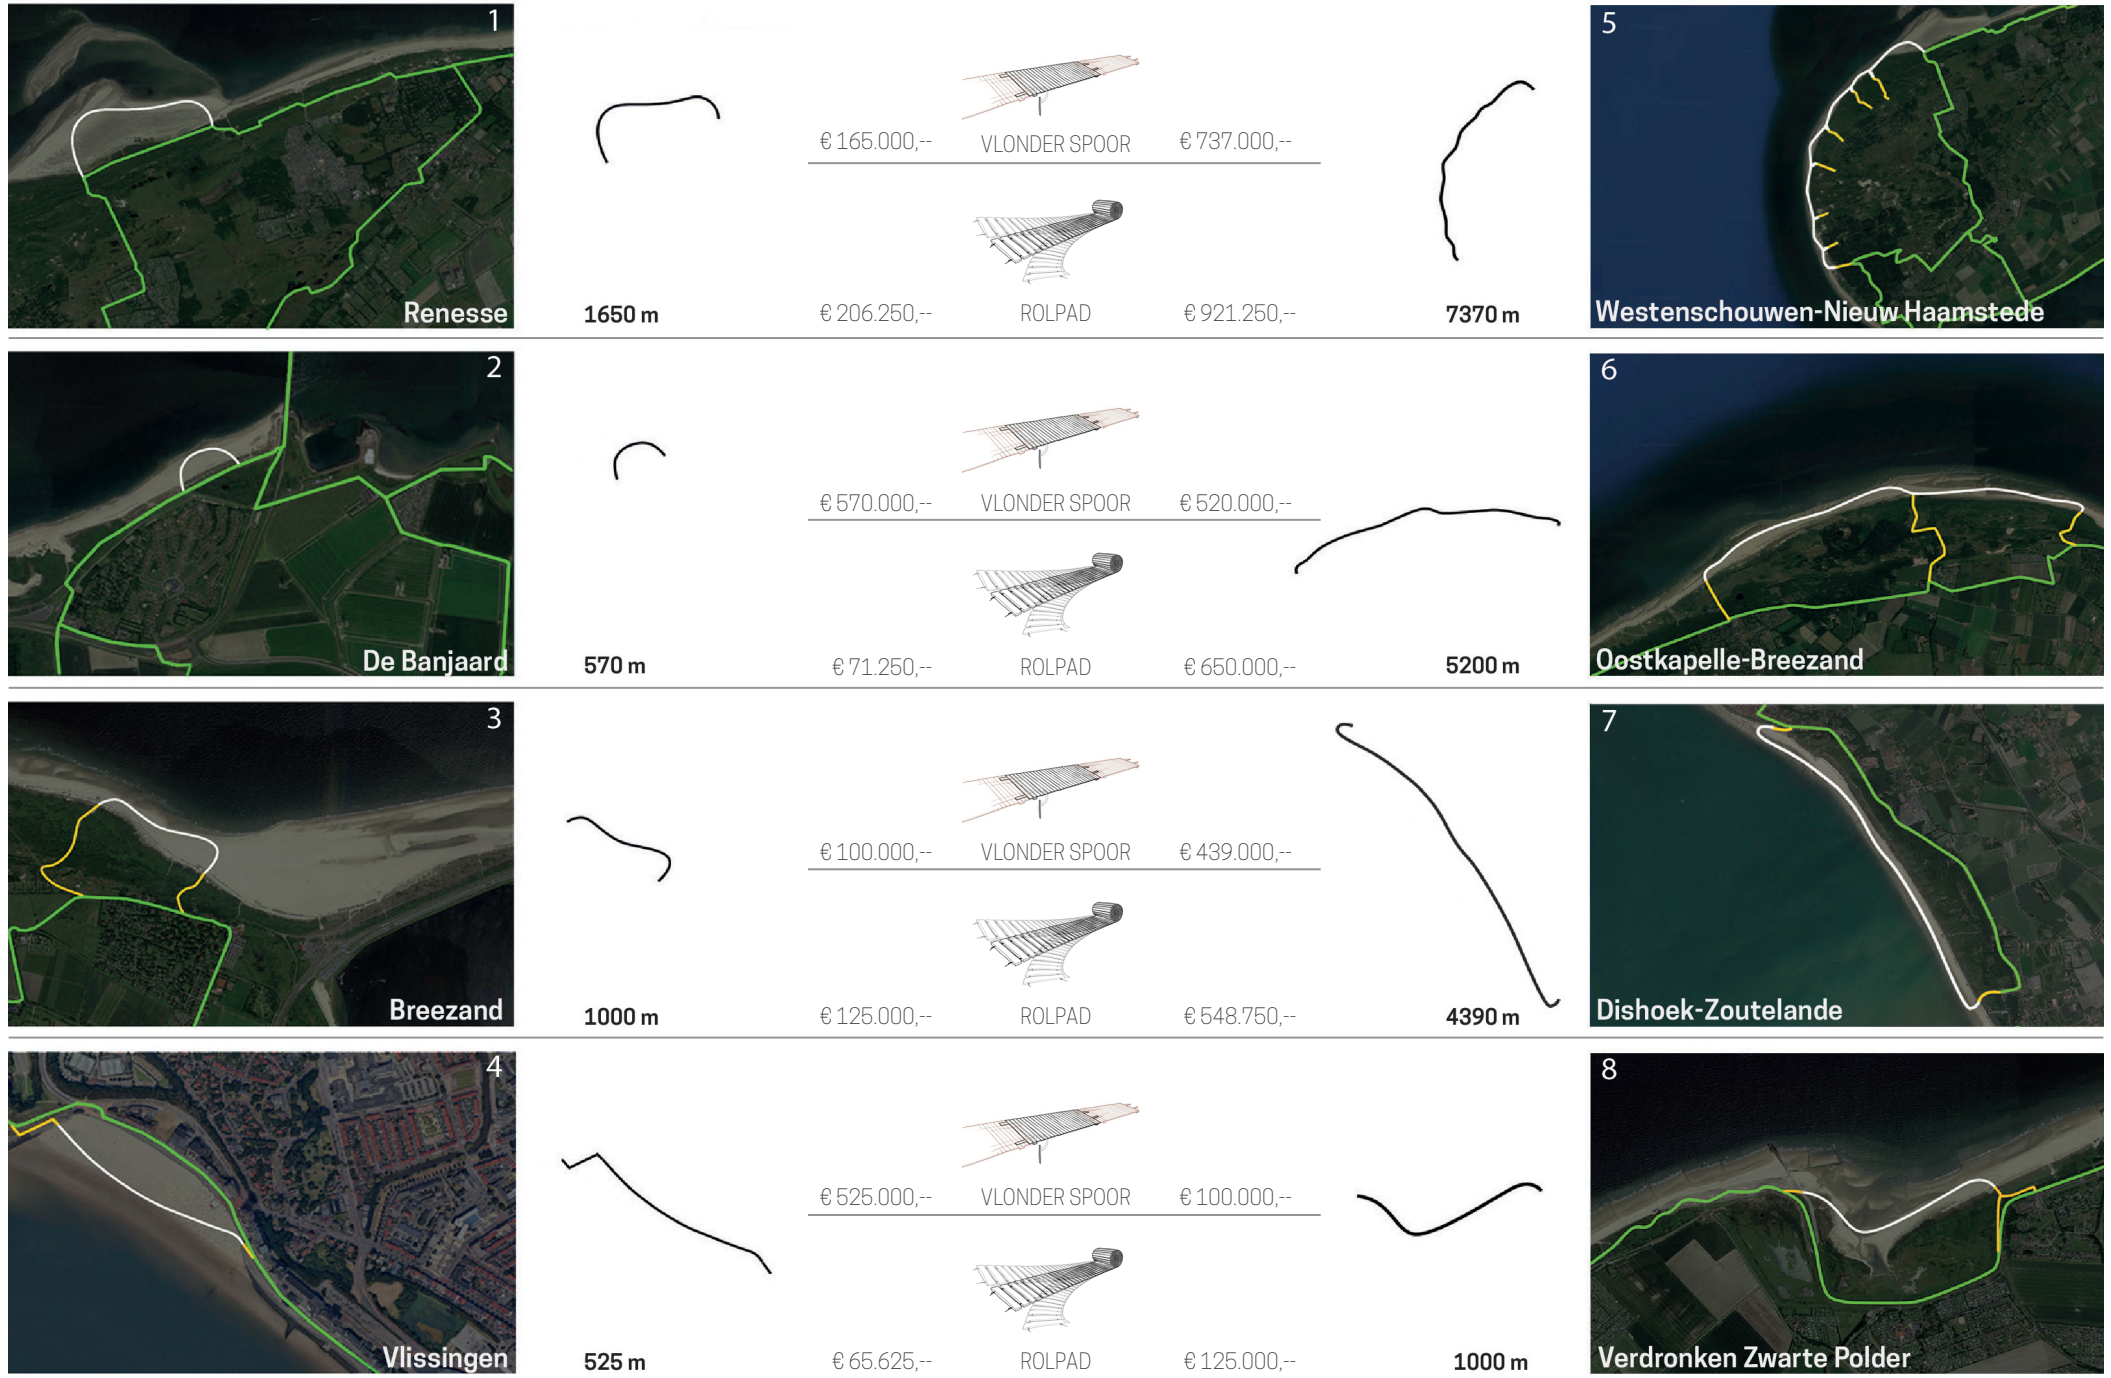 1
Renesse
1650 m
€ 165.000,--
VLONDER SPOOR
€ 737.000,--
€ 206.250,--
ROLPAD
€ 921.250,--
7370 m
5
Westenschouwen-Nieuw Haamstede
2
De Banjaard
570 m
€ 570.000,--
VLONDER SPOOR
€ 520.000,--
€ 71.250,--
ROLPAD
€ 650.000,--
5200 m
6
Oostkapelle-Breezand
3
Breezand
1000 m
€ 100.000,--
VLONDER SPOOR
€ 439.000,--
€ 125.000,--
ROLPAD
€ 548.750,--
4390 m
7
Dishoek-Zoutelande
4
Vlissingen
525 m
€ 525.000,--
VLONDER SPOOR
€ 100.000,--
€ 65.625,--
ROLPAD
€ 125.000,--
1000 m
8
Verdronken Zwarte Polder